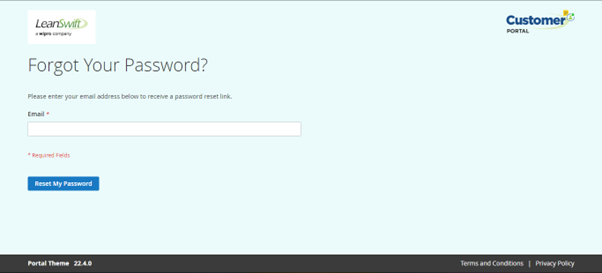 LeanSwift
a wipro company
Customer
PORTAL
Forgot Your Password?
Please enter your email address below to receive a password reset link.
Email *
* Required Fields
Reset My Password
Portal Theme 22.4.0
Terms and Conditions | Privacy Policy